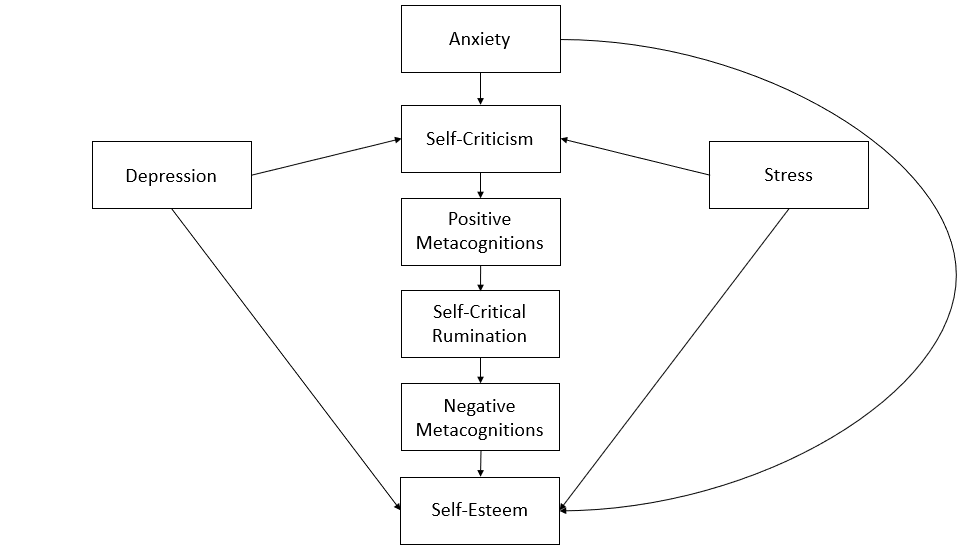 Anxiety
Self-Criticism
Depression
Stress
Positive
Metacognitions
Self-Critical
Rumination
Negative
Metacognitions
Self-Esteem